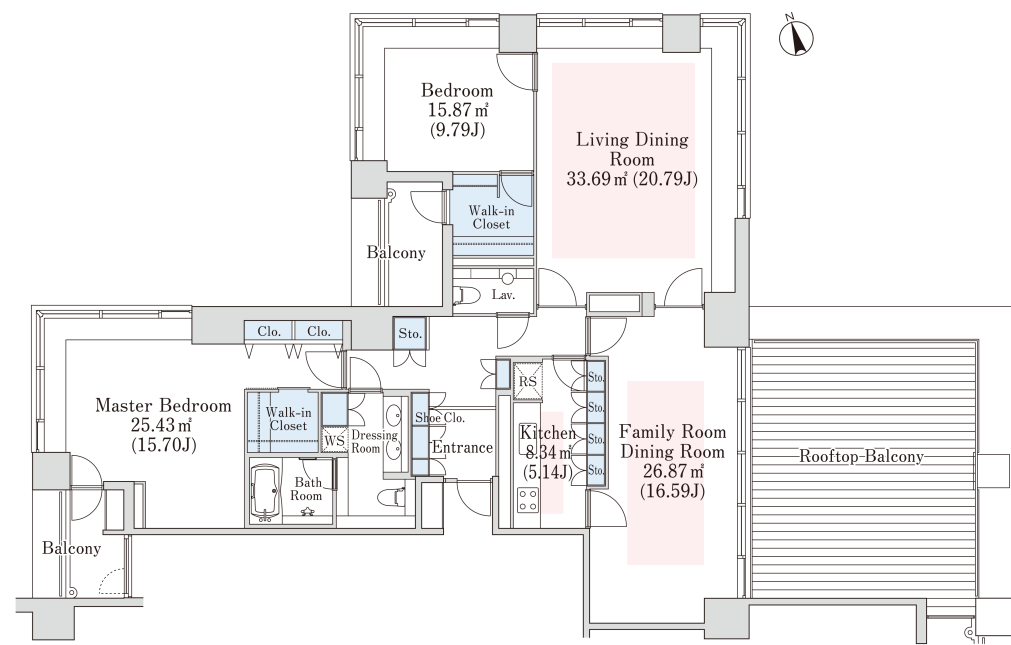 N
Bedroom
15.87㎡
(9.79J)
Living Dining
Room
33.69㎡(20.79J)
Walk-in
Closet
Balcony
Lav.
Clo.
Clo.
Sto.
Master Bedroom
25.43㎡
(15.70J)
Walk-in
Closet
WS
Dressing
Room
Shoe Clo.
Entrance
RS
Kitchen
8.34㎡
(5.14J)
Sto.
Sto.
Sto.
Sto.
Family Room
Dining Room
26.87㎡
(16.59J)
Rooftop Balcony
Bath
Room
Balcony